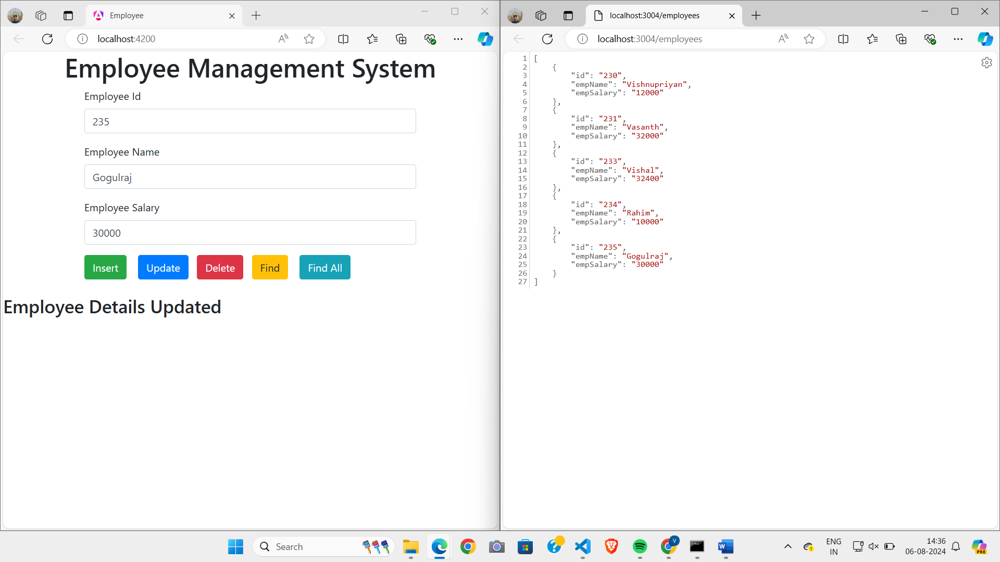 Employee
localhost:4200
Employee Management System
Employee Id
235
Employee Name
Gogulraj
Employee Salary
30000
Insert Update Delete Find Find All
Employee Details Updated
localhost:3004/employees
localhost:3004/employees
1 [
2 {
3 "id": "230",
4 "empName": "Vishnupriyan",
5 "empSalary": "12000"
6 },
7 {
8 "id": "231",
9 "empName": "Vasanth",
10 "empSalary": "32000"
11 },
12 {
13 "id": "233",
14 "empName": "Vishal",
15 "empSalary": "32400"
16 },
17 {
18 "id": "234",
19 "empName": "Rahim",
20 "empSalary": "10000"
21 },
22 {
23 "id": "235",
24 "empName": "Gogulraj",
25 "empSalary": "30000"
26 }
27 ]
Search
V
W
ENG
IN
14:36
06-08-2024
PRE